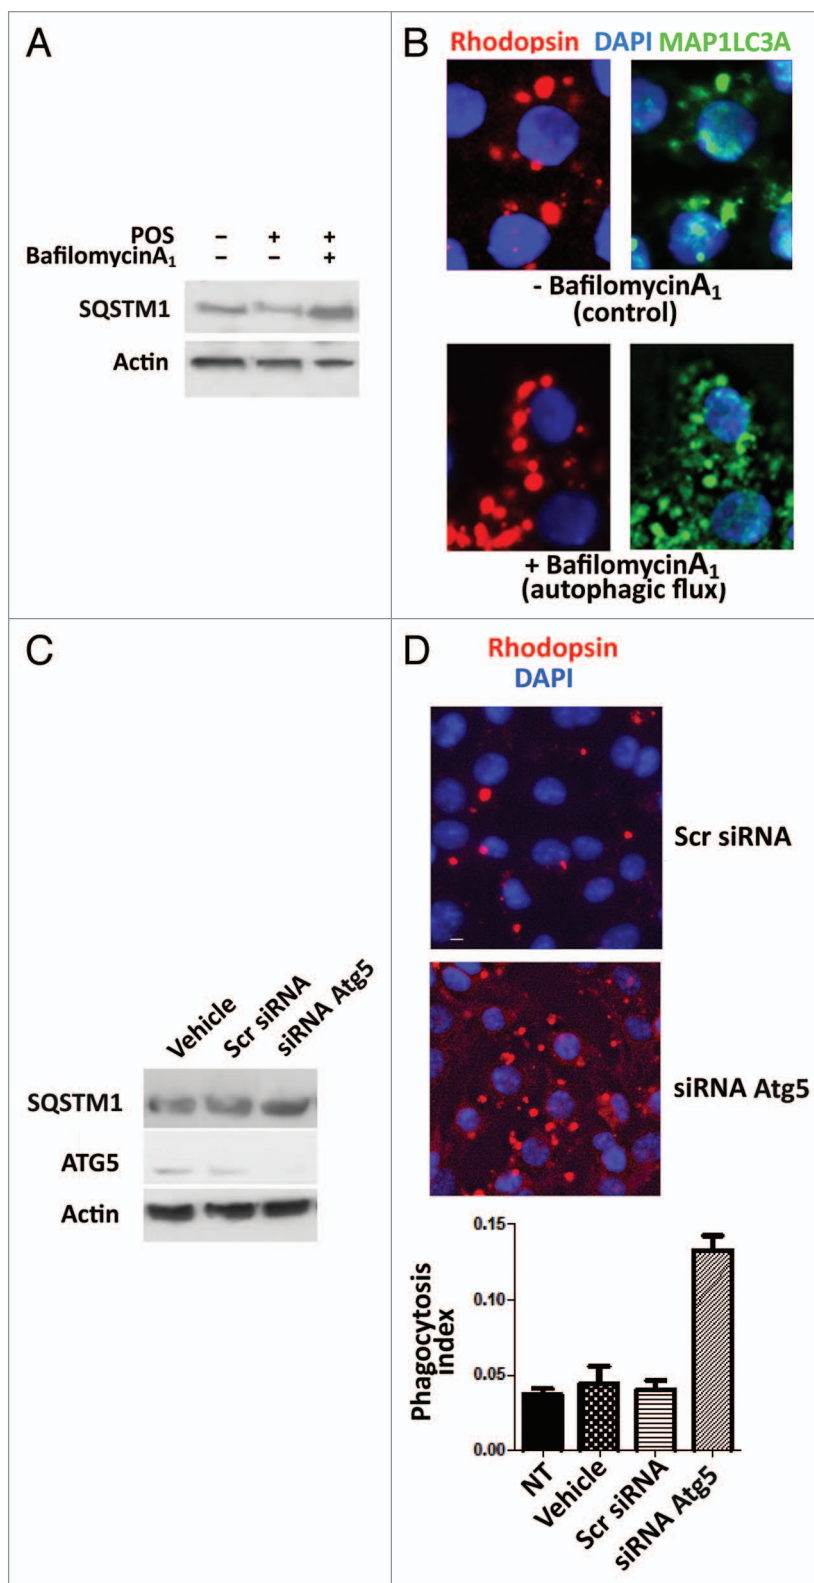 A
POS – + +
BafilomycinA₁ – – +
SQSTM1
Actin
B
Rhodopsin DAPI MAP1LC3A
- BafilomycinA₁
(control)
+ BafilomycinA₁
(autophagic flux)
C
Vehicle
Scr siRNA
siRNA Atg5
SQSTM1
ATG5
Actin
D
Rhodopsin
DAPI
Scr siRNA
siRNA Atg5
Phagocytosis
index
0.15
0.10
0.05
0.00
NT
Vehicle
Scr siRNA
siRNA Atg5